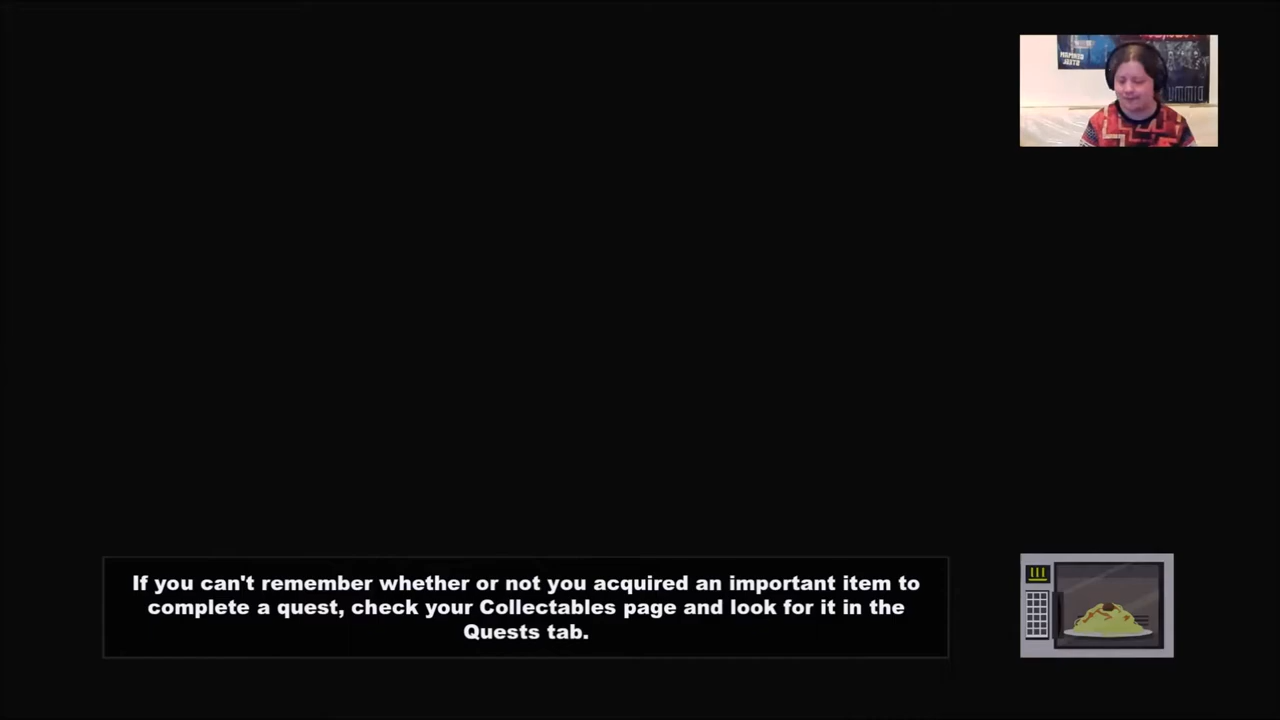 If you can't remember whether or not you acquired an important item to
complete a quest, check your Collectables page and look for it in the
Quests tab.